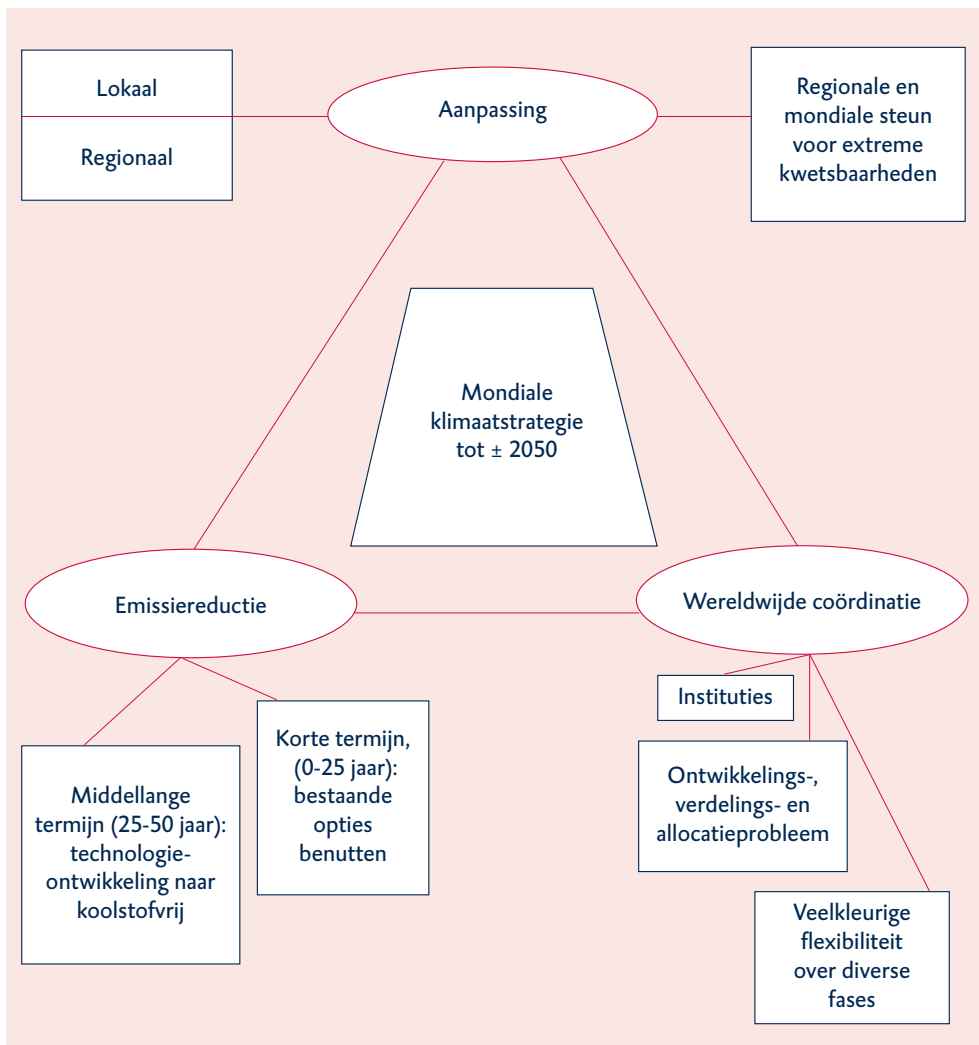 Lokaal
Regionaal
Aanpassing
Regionale en
mondiale steun
voor extreme
kwetsbaarheden
Mondiale
klimaatstrategie
tot ± 2050
Emissiereductie
Wereldwijde coördinatie
Middellange
termijn (25-50 jaar):
technologie-
ontwikkeling naar
koolstofvrij
Korte termijn,
(0-25 jaar):
bestaande
opties
benutten
Instituties
Ontwikkelings-,
verdelings- en
allocatieprobleem
Veelkleurige
flexibiliteit
over diverse
fases